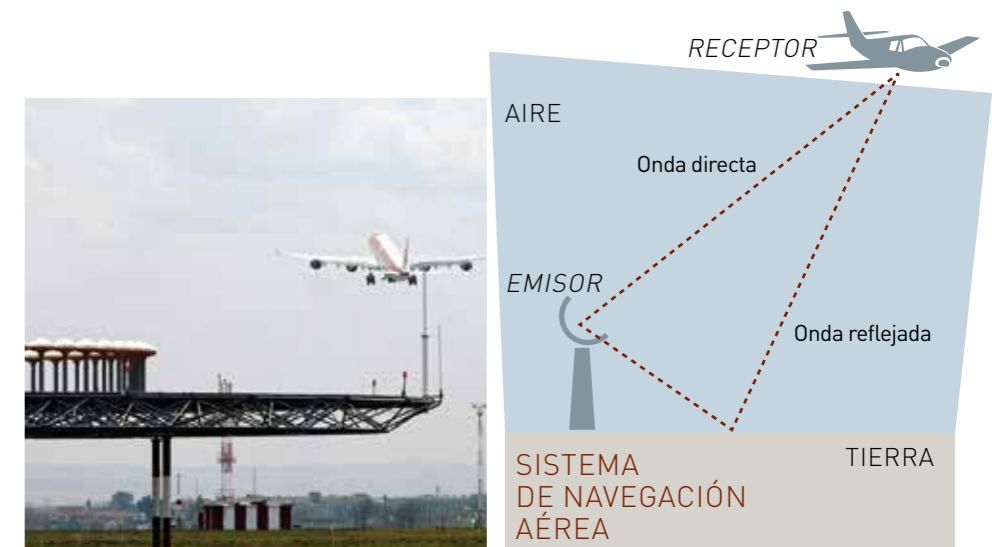 RECEPTOR
AIRE
Onda directa
EMISOR
Onda reflejada
TIERRA
SISTEMA
DE NAVEGACIÓN
AÉREA